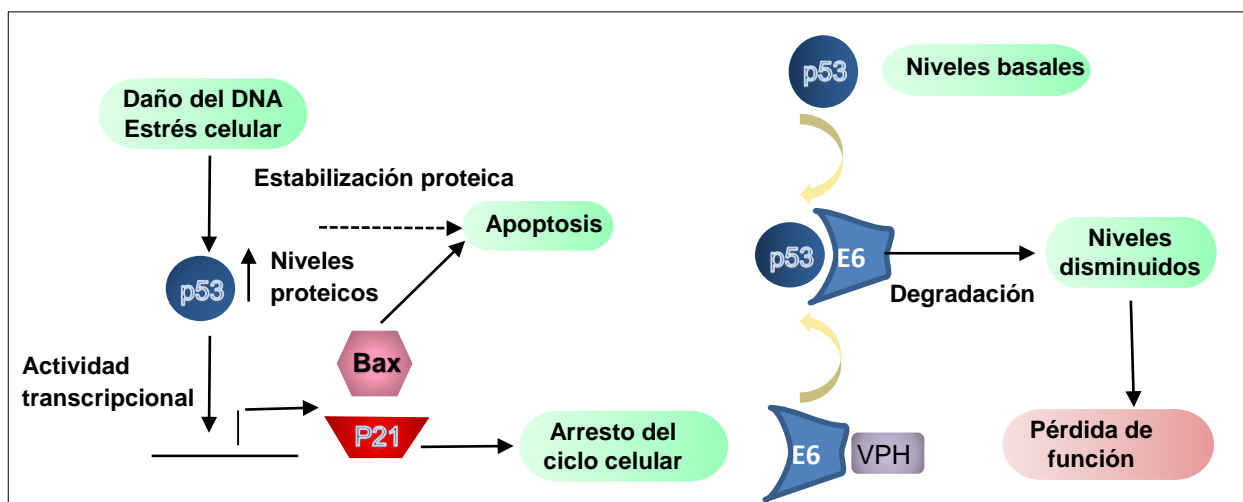 Daño del DNA
Estrés celular
Estabilización proteica
Apoptosis
p53
Niveles
proteicos
Actividad
transcripcional
Bax
P21
Arresto del
ciclo celular
p53
Niveles basales
p53
E6
Degradación
Niveles
disminuidos
E6
VPH
Pérdida de
función